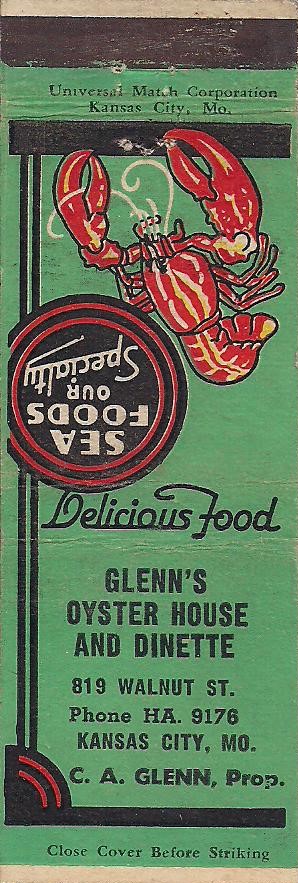 Universal Match Corporation
Kansas City, Mo.
SEA
FOODS
OUR
Specialty
Delicious Food
GLENN'S
OYSTER HOUSE
AND DINETTE
819 WALNUT ST.
Phone HA. 9176
KANSAS CITY, MO.
C. A. GLENN, Prop.
Close Cover Before Striking